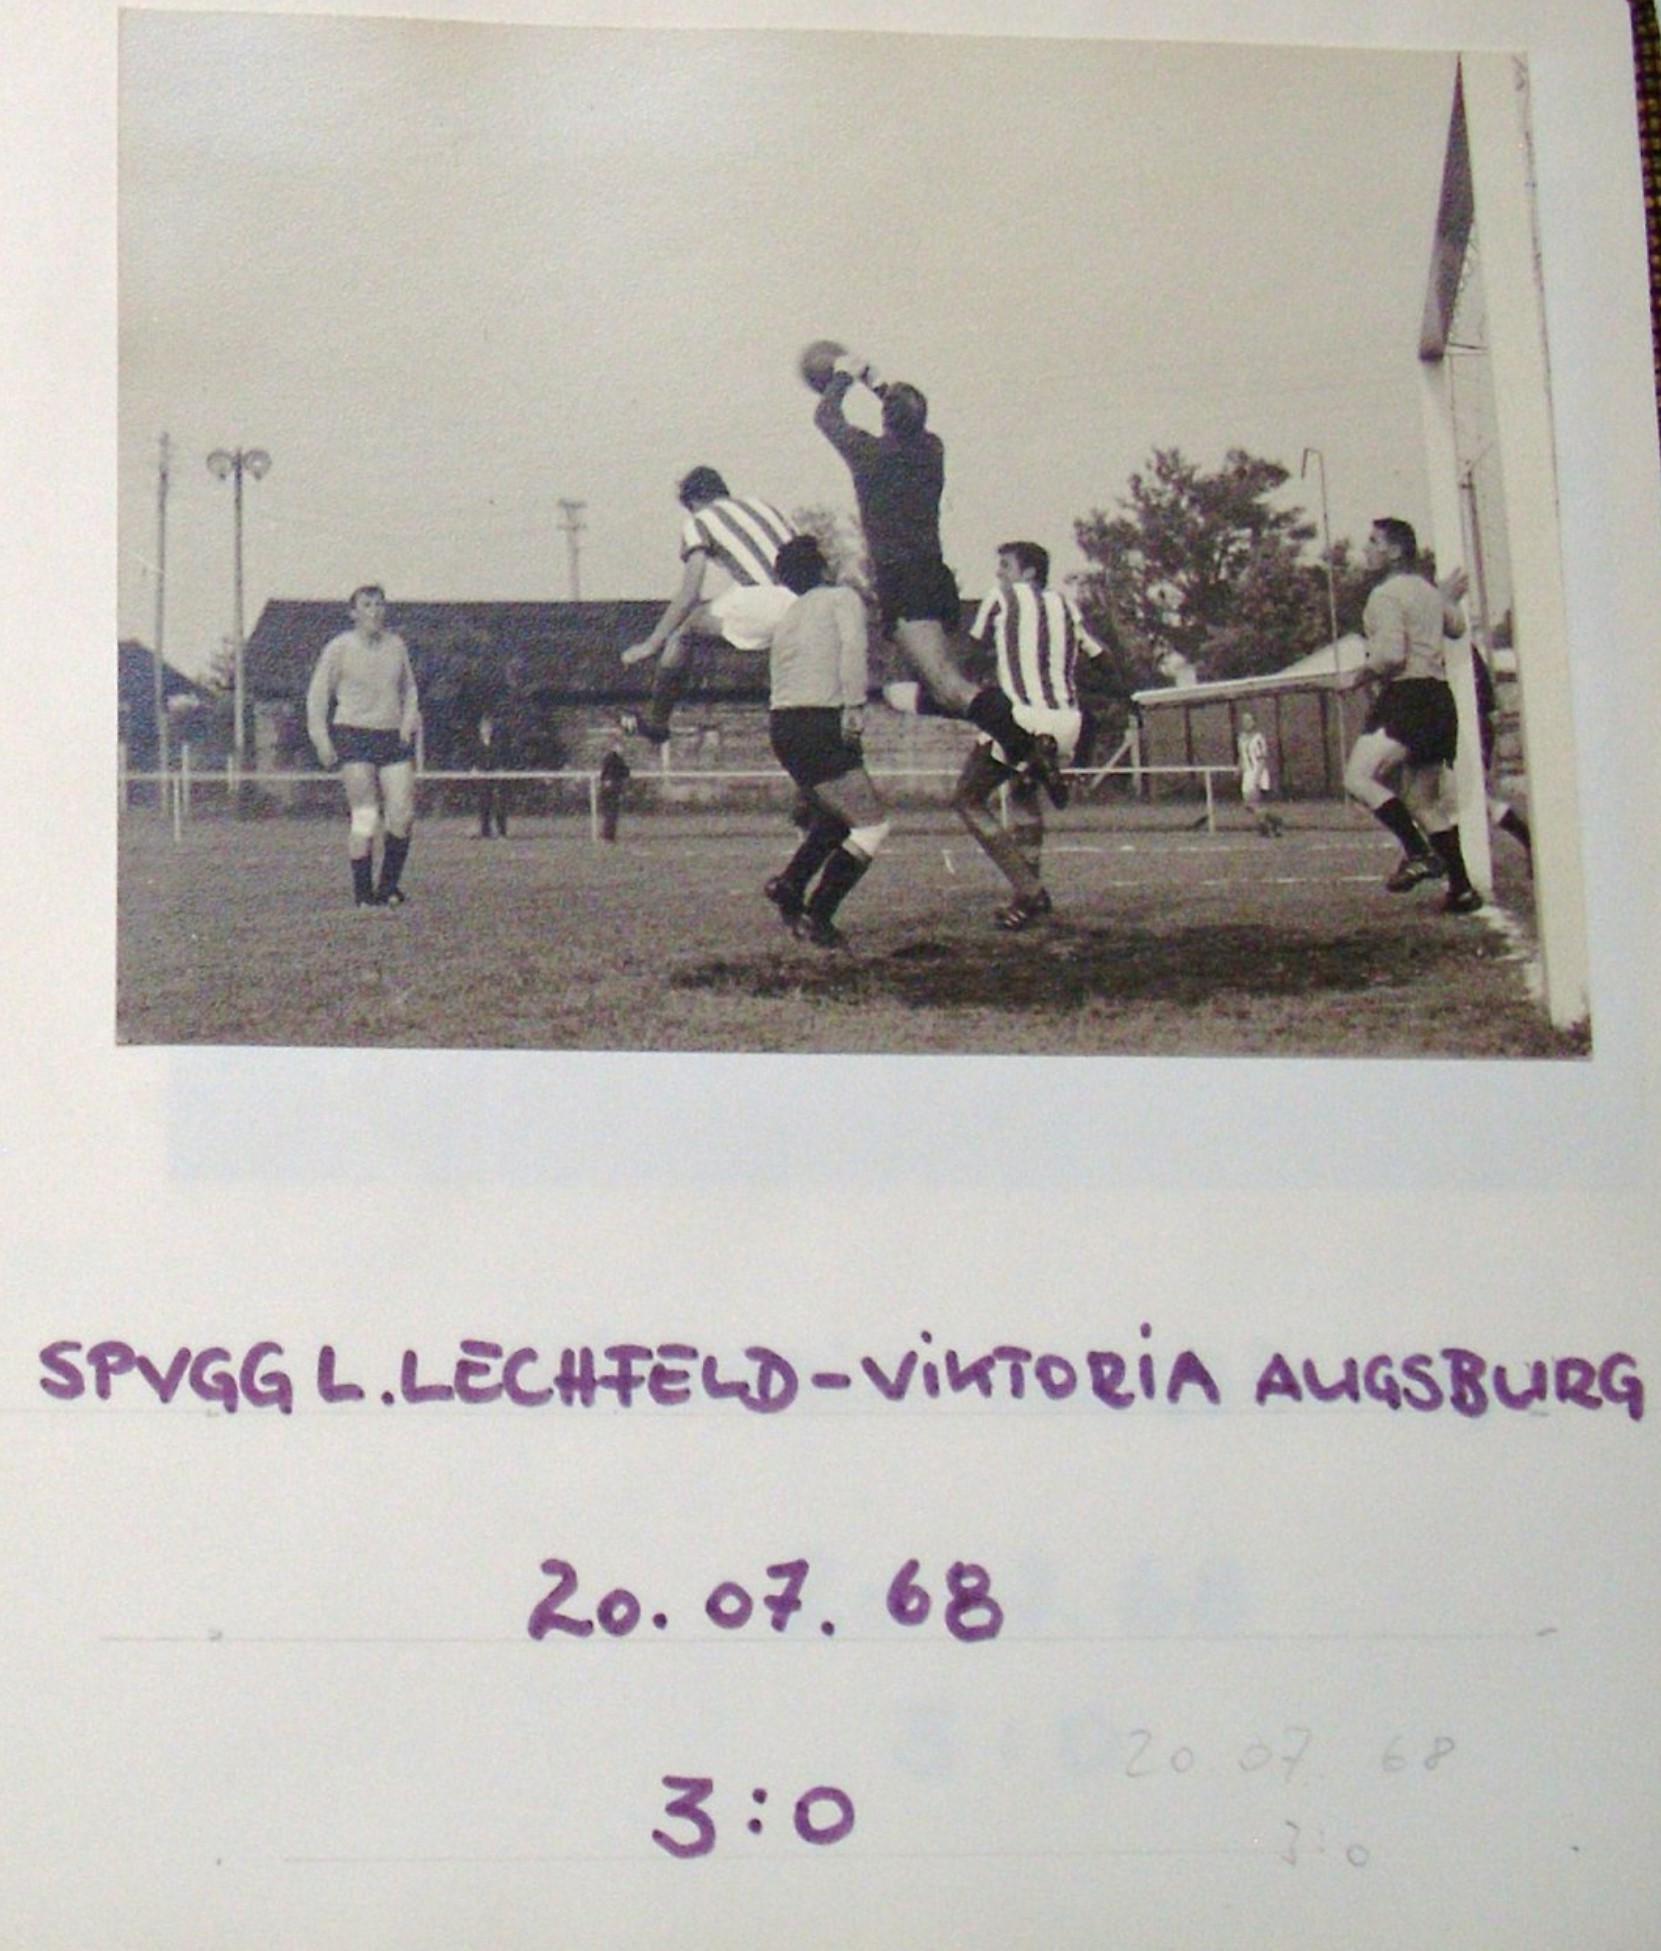 SPVGG L.LECHFELD-ViKTORiA AUGSBURG
20. 07. 68
3:0
20 07. 68
3:0